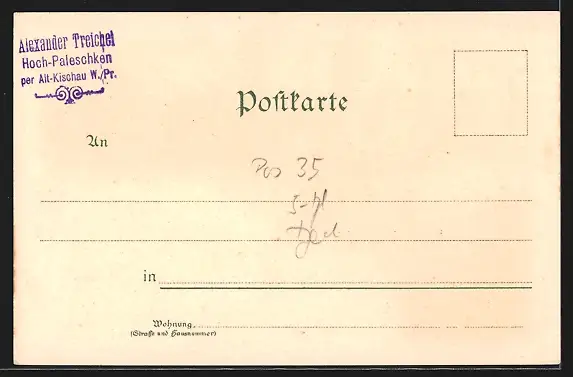 Alexander Treichel
Hoch-Paleschken
per Alt-Kischau W./Pr.
Postkarte
An
Pos 35
in
Wohnung
(Straße und Hausnummer)